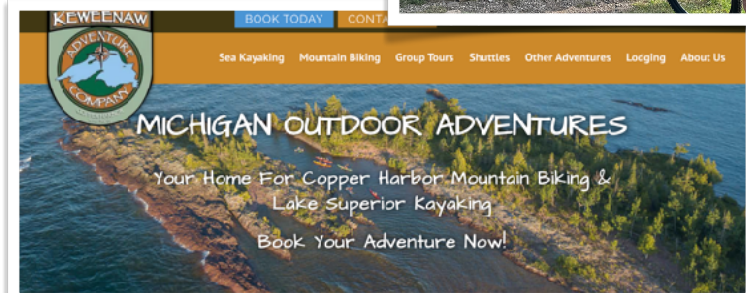 KEWEENAW
ADVENTURE
COMPANY
BOOK TODAY
Sea Kayaking Mountain Biking Group Tours Shuttles Other Adventures Lodging About Us
MICHIGAN OUTDOOR ADVENTURES
Your Home For Copper Harbor Mountain Biking &
Lake Superior Kayaking
Book Your Adventure Now!